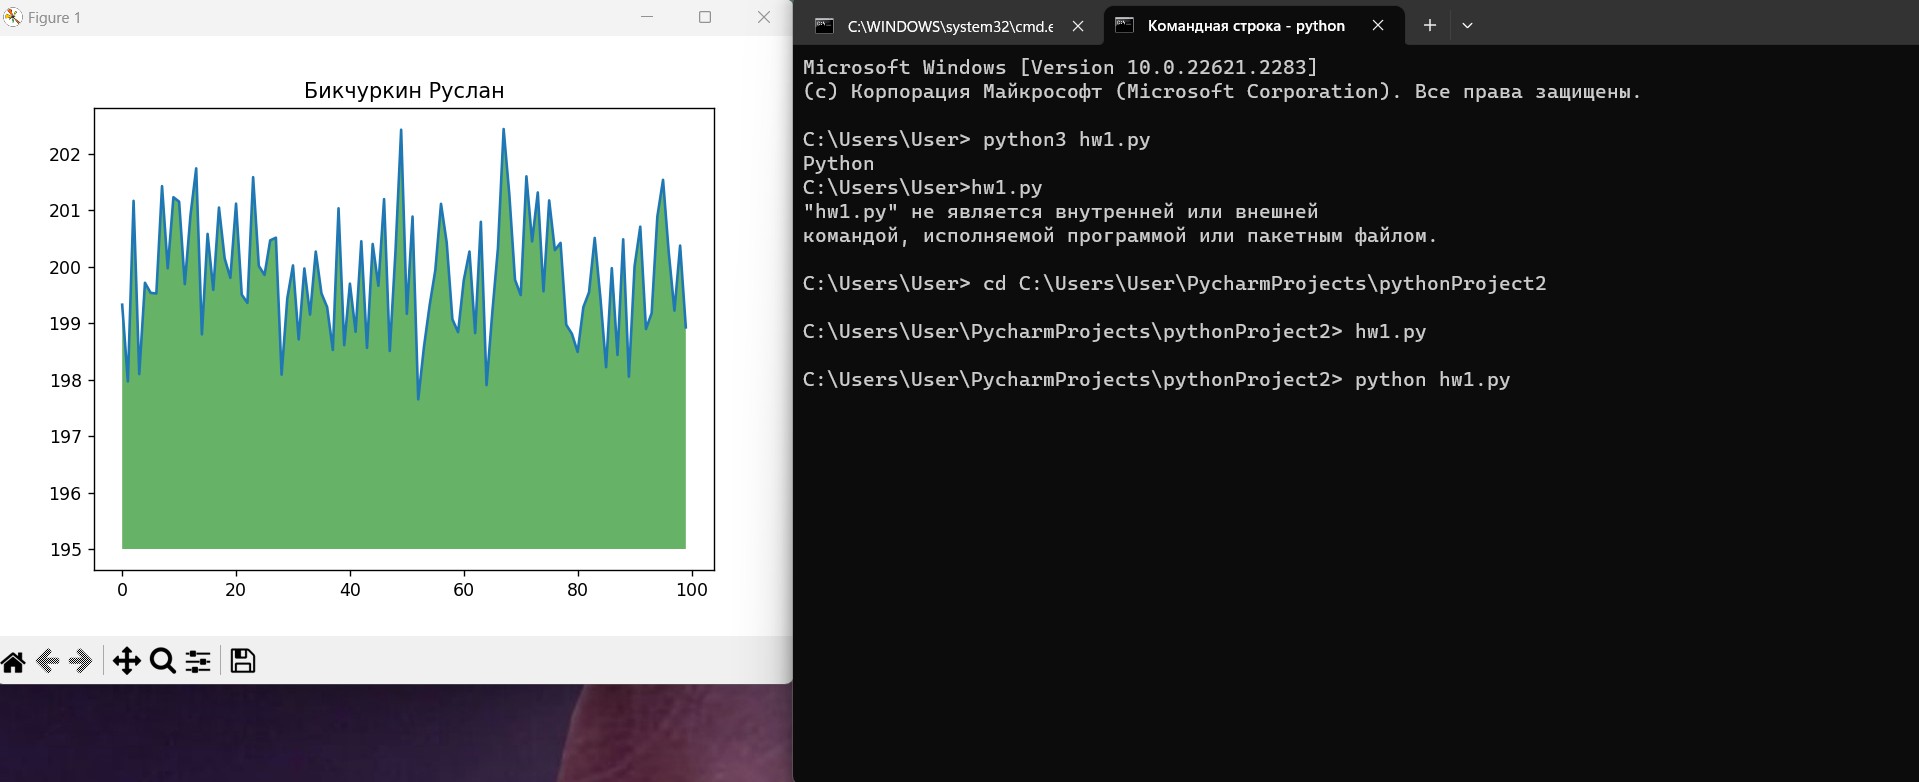 Figure 1
Бикчуркин Руслан
202
201
200
199
198
197
196
195
0 20 40 60 80 100
C:\WINDOWS\system32\cmd.e
Командная строка - python
Microsoft Windows [Version 10.0.22621.2283]
(c) Корпорация Майкрософт (Microsoft Corporation). Все права защищены.
C:\Users\User> python3 hw1.py
Python
C:\Users\User>hw1.py
"hw1.py" не является внутренней или внешней
командой, исполняемой программой или пакетным файлом.
C:\Users\User> cd C:\Users\User\PycharmProjects\pythonProject2
C:\Users\User\PycharmProjects\pythonProject2> hw1.py
C:\Users\User\PycharmProjects\pythonProject2> python hw1.py